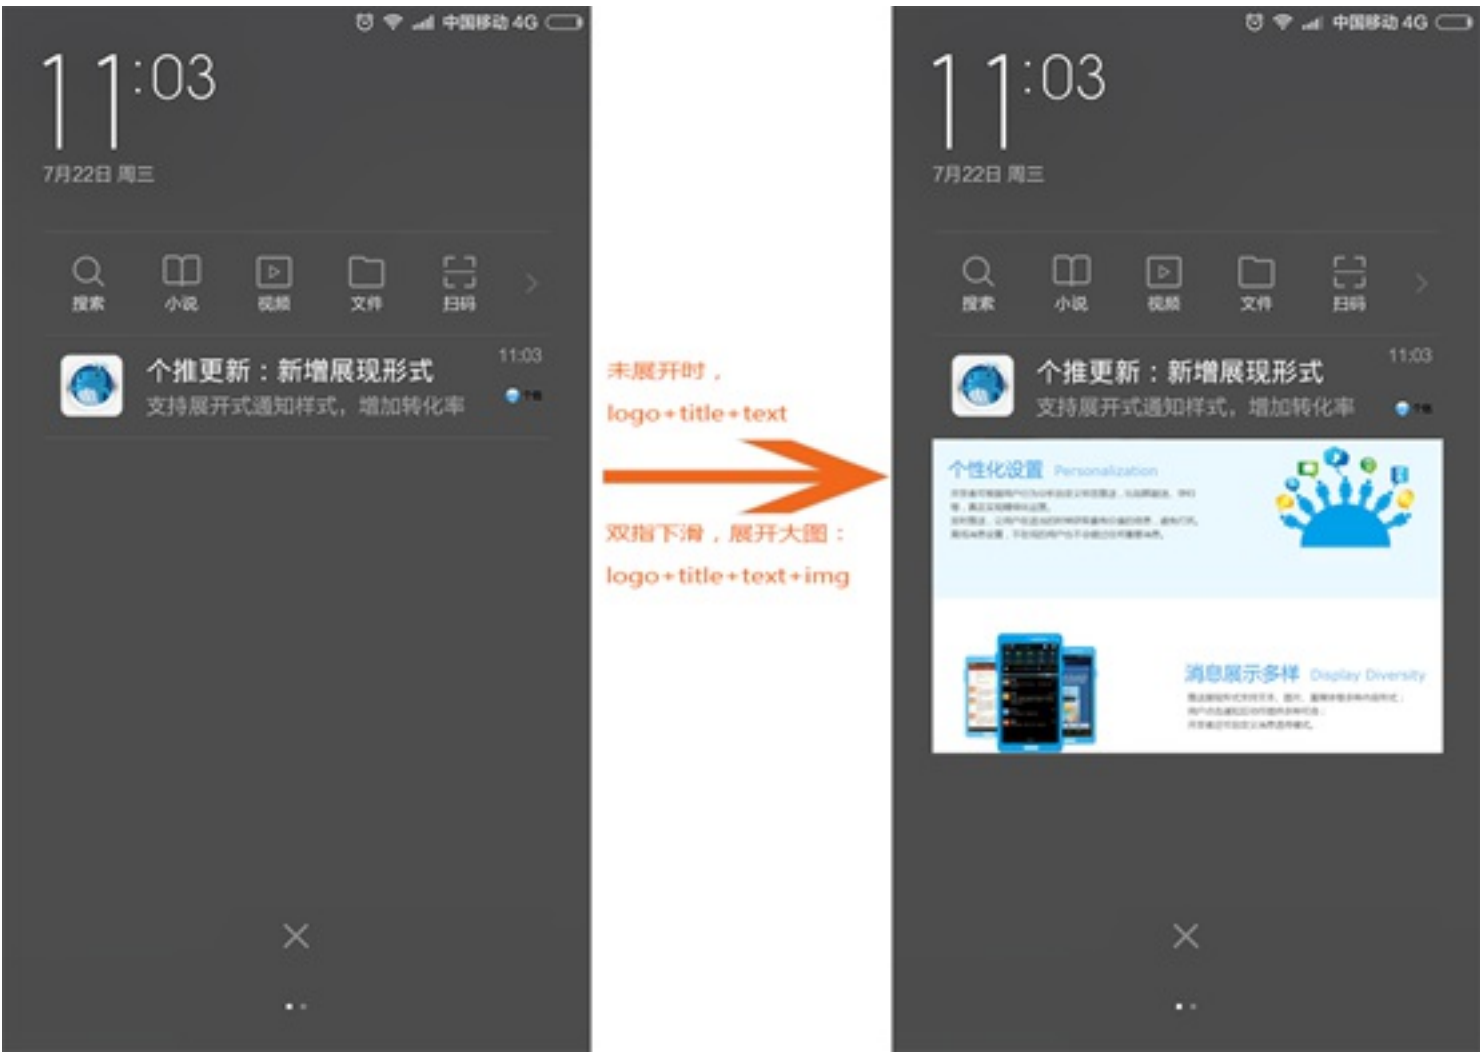 中国移动 4G
11:03
7月22日 周三
搜索 小说 视频 文件 扫码
个推更新：新增展现形式
11:03
支持展开式通知样式，增加转化率
未展开时，
logo+title+text
双指下滑，展开大图：
logo+title+text+img
中国移动 4G
11:03
7月22日 周三
搜索 小说 视频 文件 扫码
个推更新：新增展现形式
11:03
支持展开式通知样式，增加转化率
个性化设置 Personalization
消息展示多样 Display Diversity